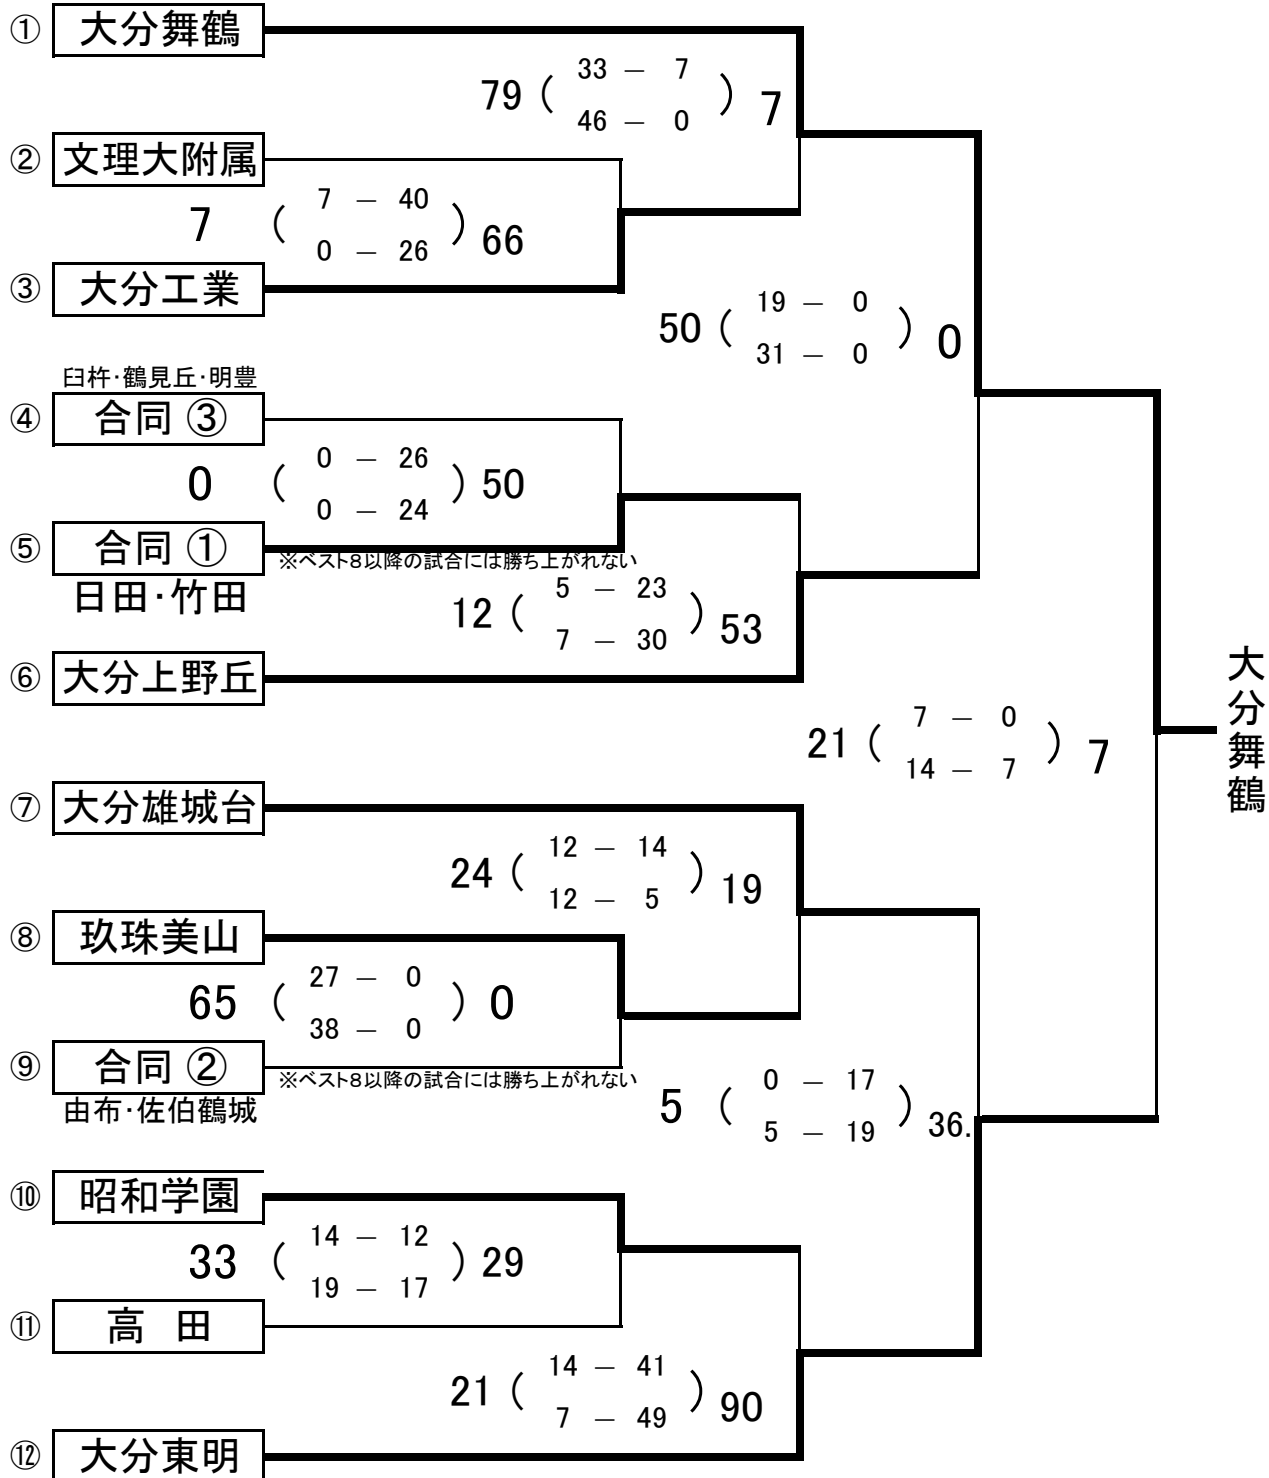 ① 大分舞鶴
33 － 7
79 ( ) 7
46 － 0
② 文理大附属
7 － 40
7 ( ) 66
0 － 26
③ 大分工業
19 － 0
50 ( ) 0
31 － 0
臼杵・鶴見丘・明豊
④ 合同 ③
0 － 26
0 ( ) 50
0 － 24
⑤ 合同 ①
※ベスト8以降の試合には勝ち上がれない
日田・竹田
5 － 23
12 ( ) 53
7 － 30
⑥ 大分上野丘
大分舞鶴
7 － 0
21 ( ) 7
14 － 7
⑦ 大分雄城台
12 － 14
24 ( ) 19
12 － 5
⑧ 玖珠美山
27 － 0
65 ( ) 0
38 － 0
⑨ 合同 ②
※ベスト8以降の試合には勝ち上がれない
由布・佐伯鶴城
0 － 17
5 ( ) 36.
5 － 19
⑩ 昭和学園
14 － 12
33 ( ) 29
19 － 17
⑪ 高 田
14 － 41
21 ( ) 90
7 － 49
⑫ 大分東明